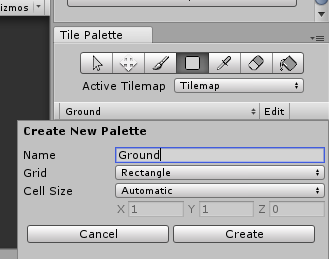 izmos
Tile Palette
Active Tilemap Tilemap
Ground Edit
Create New Palette
Name Ground
Grid Rectangle
Cell Size Automatic
X 1 Y 1 Z 0
Cancel Create